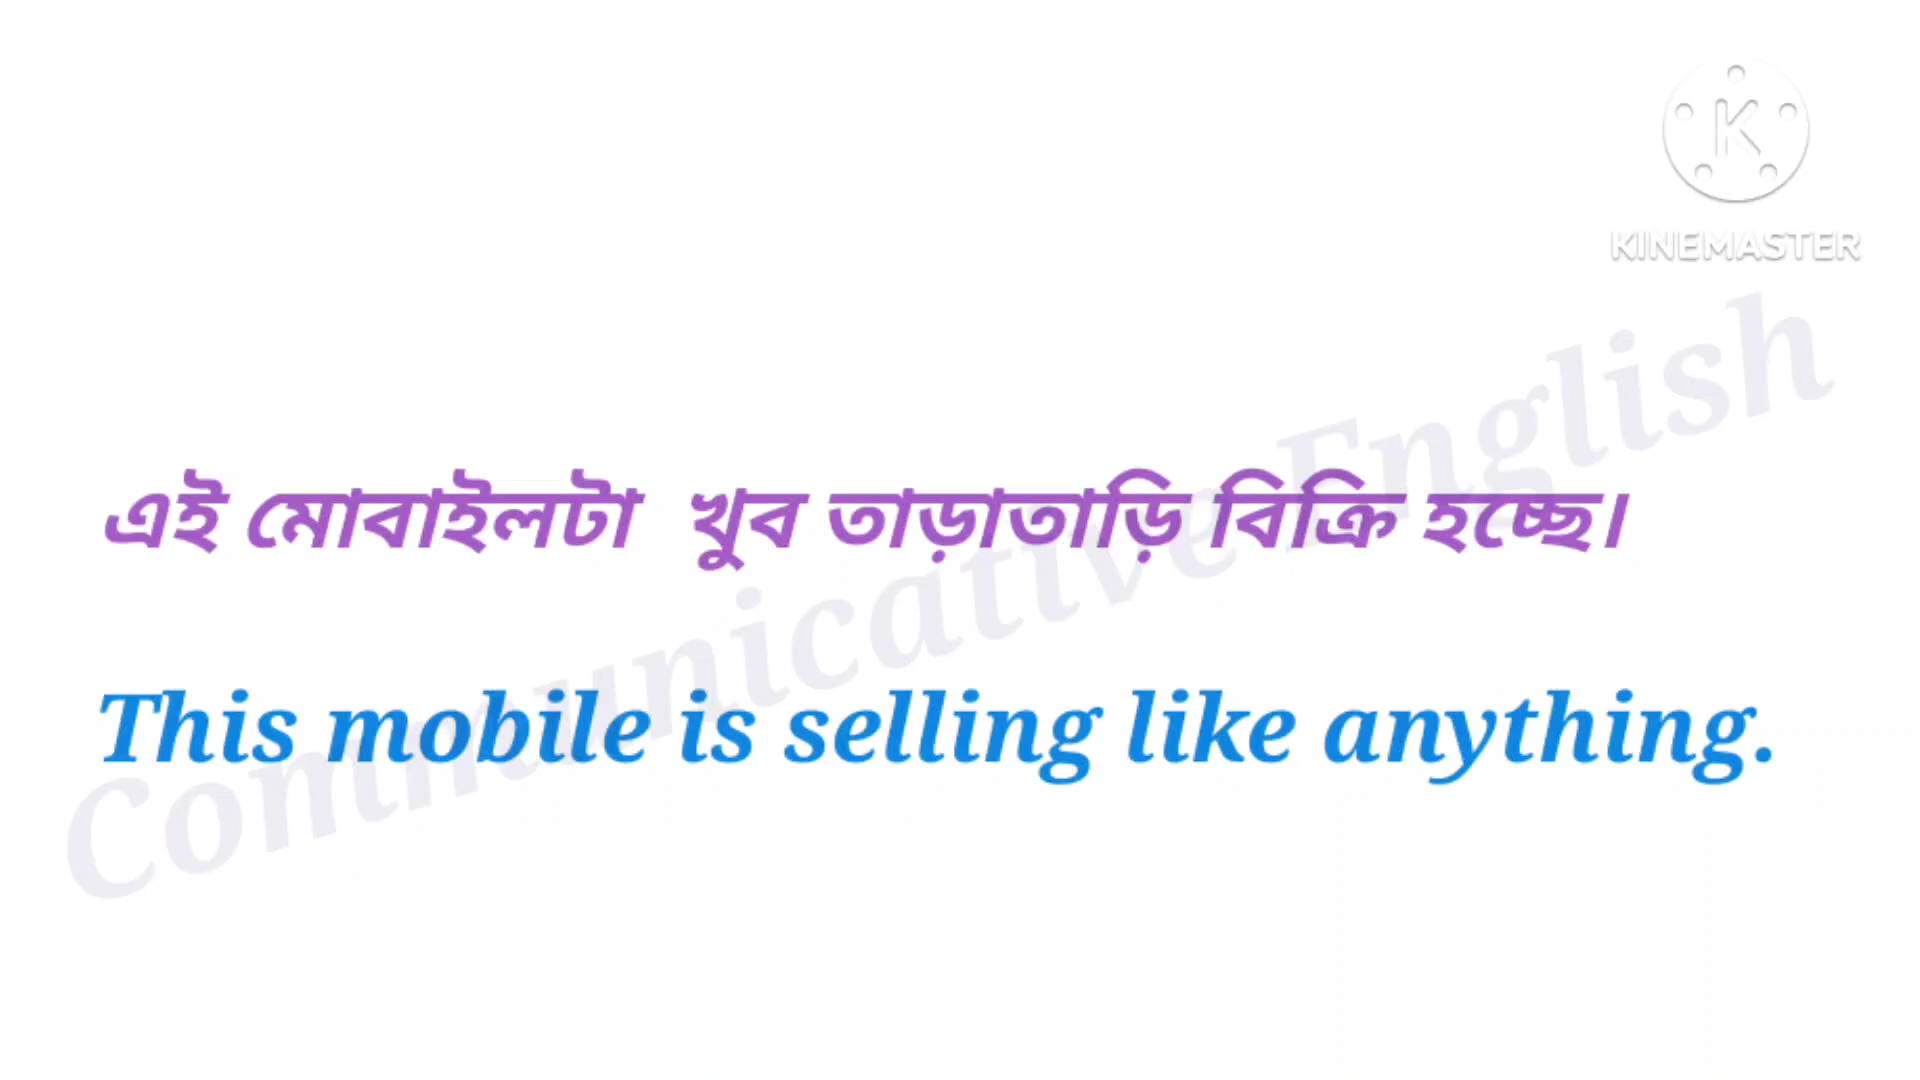 KINEMASTER
Communicative English
এই মোবাইলটা খুব তাড়াতাড়ি বিক্রি হচ্ছে।
This mobile is selling like anything.